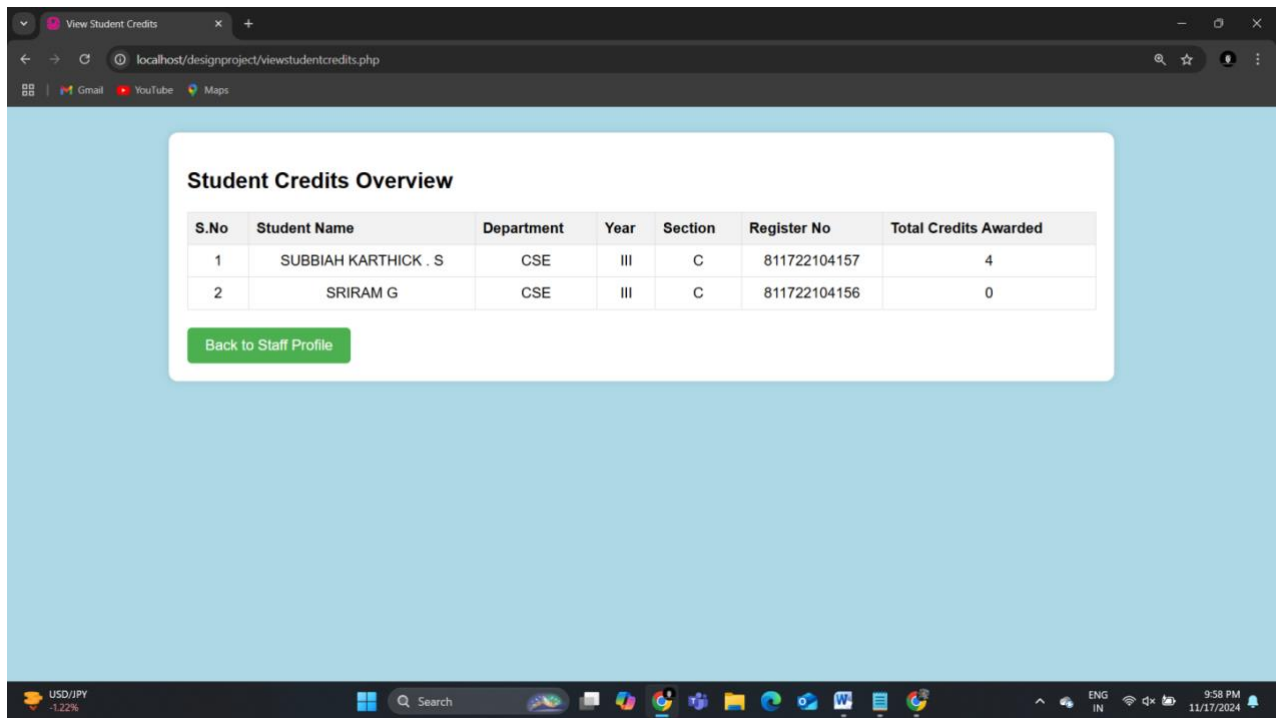 View Student Credits
localhost/designproject/viewstudentcredits.php
Gmail YouTube Maps
Student Credits Overview
S.No Student Name Department Year Section Register No Total Credits Awarded
1 SUBBIAH KARTHICK . S CSE III C 811722104157 4
2 SRIRAM G CSE III C 811722104156 0
Back to Staff Profile
USD/JPY
-1.22%
Search
ENG
IN
9:58 PM
11/17/2024